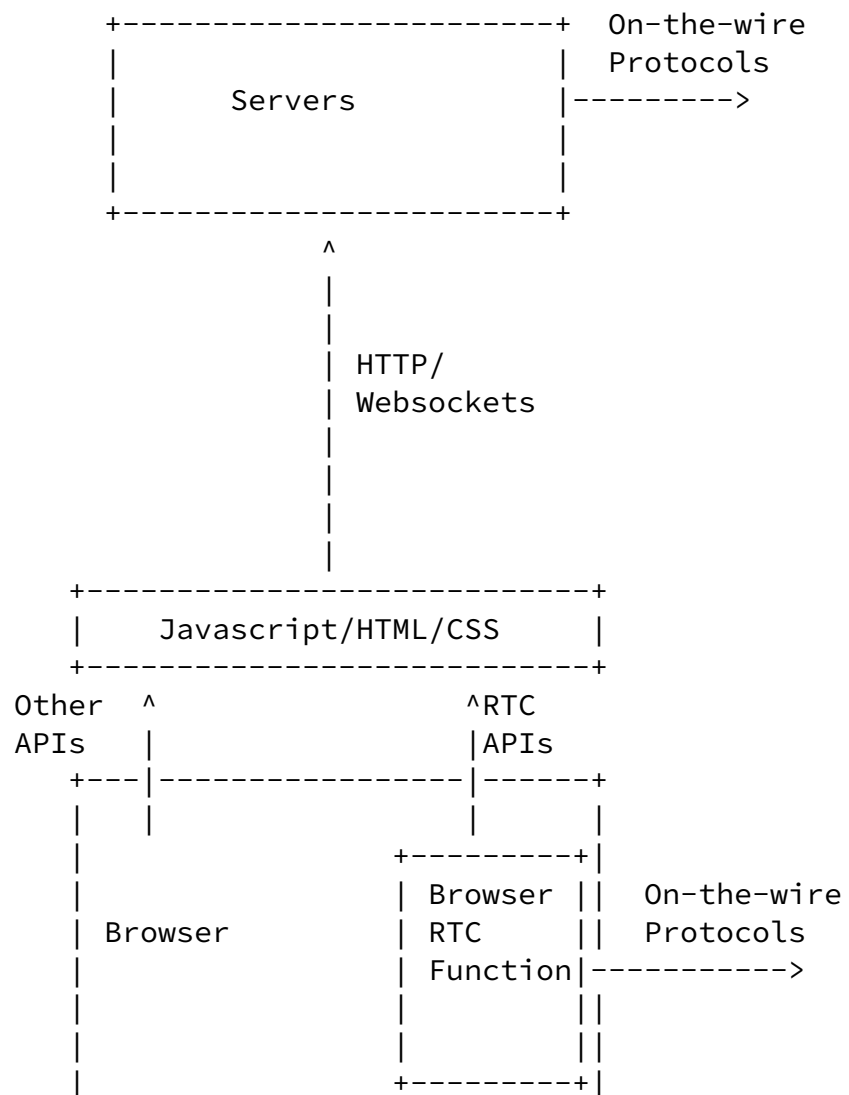 On-the-wire
Protocols
Servers
HTTP/
Websockets
Javascript/HTML/CSS
Other
APIs
RTC
APIs
Browser
Browser
RTC
Function
On-the-wire
Protocols